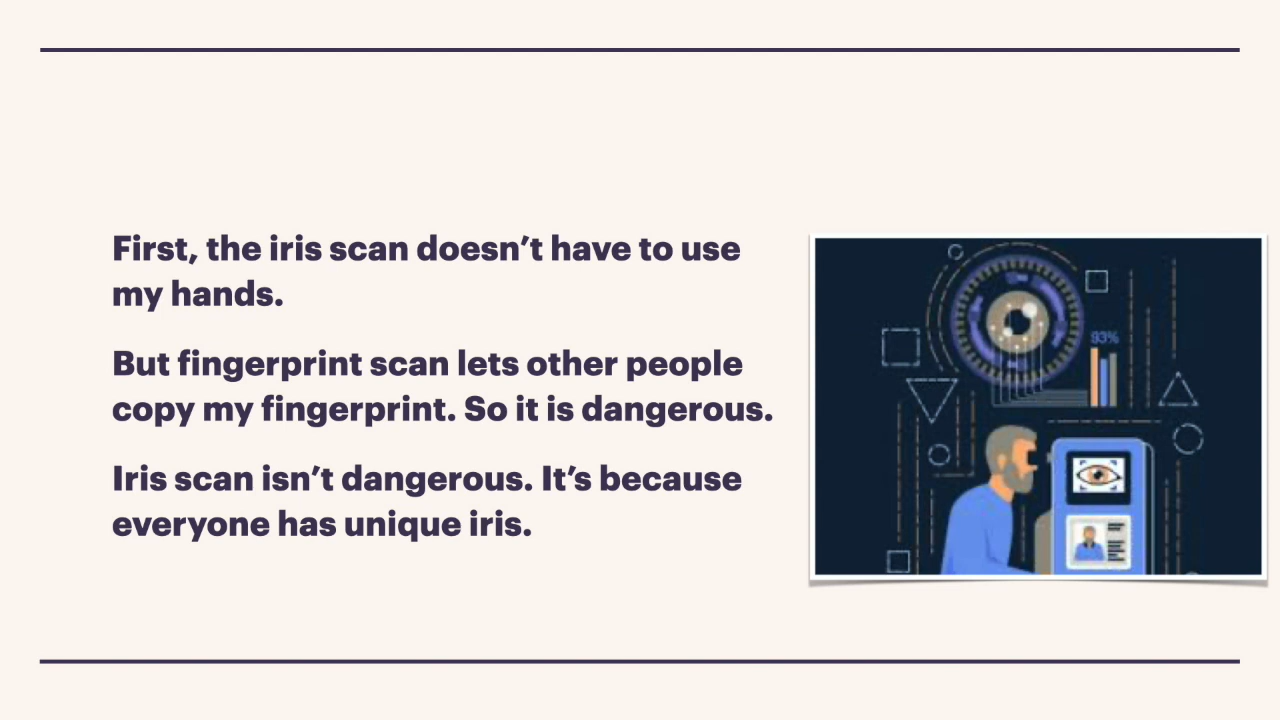 First, the iris scan doesn’t have to use
my hands.
But fingerprint scan lets other people
copy my fingerprint. So it is dangerous.
Iris scan isn’t dangerous. It’s because
everyone has unique iris.
93%